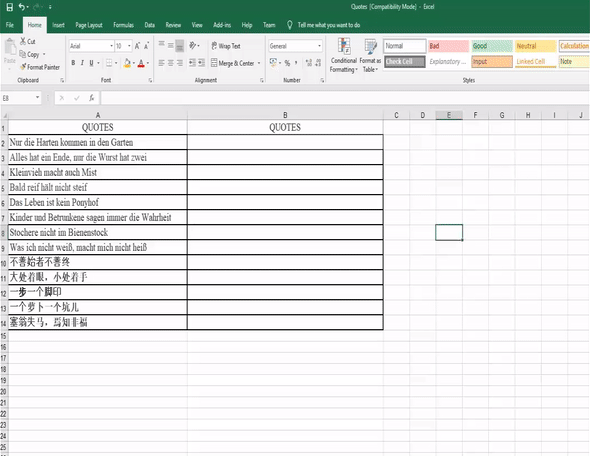 Quotes [Compatibility Mode] - Excel
File Home Insert Page Layout Formulas Data Review View Add-ins Help Team Tell me what you want to do
Cut
Copy
Format Painter
Paste
Clipboard
Arial 10 A A
B I U A
Font
Wrap Text
Merge & Center
Alignment
General
% ,
Number
Conditional Formatting
Format as Table
Normal Bad Good Neutral Calculation
Check Cell Explanatory ... Input Linked Cell Note
Styles
E8 fx
A B C D E F G H I J
1 QUOTES QUOTES
2 Nur die Harten kommen in den Garten
3 Alles hat ein Ende, nur die Wurst hat zwei
4 Kleinvieh macht auch Mist
5 Bald reif hält nicht steif
6 Das Leben ist kein Ponyhof
7 Kinder und Betrunkene sagen immer die Wahrheit
8 Stochere nicht im Bienenstock
9 Was ich nicht weiß, macht mich nicht heiß
10 不善始者不善终
11 大处着眼，小处着手
12 一步一个脚印
13 一个萝卜一个坑儿
14 塞翁失马，焉知非福
15
16
17
18
19
20
21
22
23
24
25